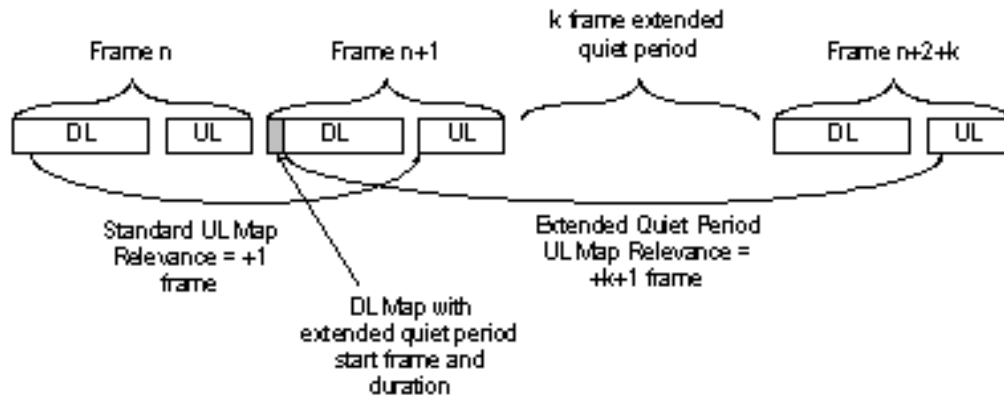 k frame extended
quiet period
Frame n
Frame n+1
Frame n+2+k
DL
UL
DL
UL
DL
UL
Standard UL Map
Relevance = +1
frame
Extended Quiet Period
UL Map Relevance =
+k+1 frame
DL Map with
extended quiet period
start frame and
duration